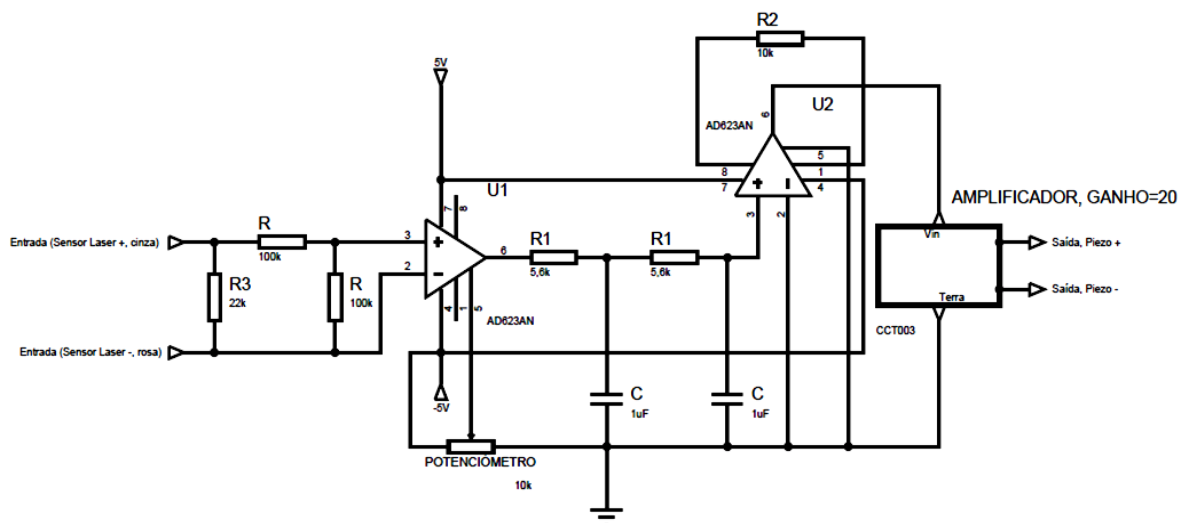 R2
10k
5V
U2
6
AD623AN
8
5
7
1
4
U1
7
8
3
2
AMPLIFICADOR, GANHO=20
Entrada (Sensor Laser +, cinza)
R
100k
3
2
6
R1
5,6k
R1
5,6k
Vin
Saída, Piezo +
R3
22k
R
100k
4
1
5
AD623AN
Saída, Piezo -
Terra
CCT003
Entrada (Sensor Laser -, rosa)
-5V
C
1uF
C
1uF
POTENCIÔMETRO
10k